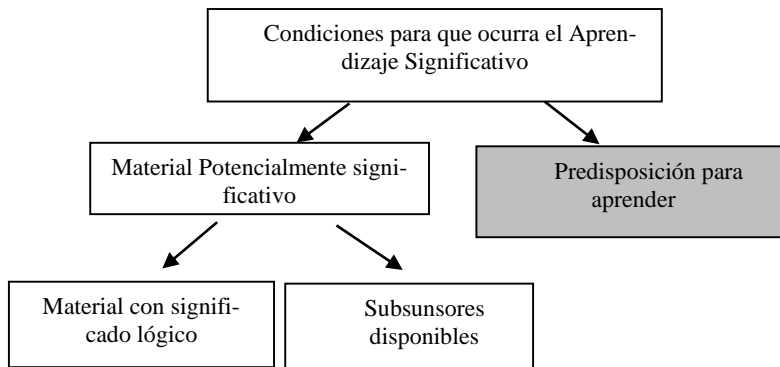 Condiciones para que ocurra el Apren-
dizaje Significativo
Material Potencialmente signi-
ficativo
Predisposición para
aprender
Material con signifi-
cado lógico
Subsunsores
disponibles